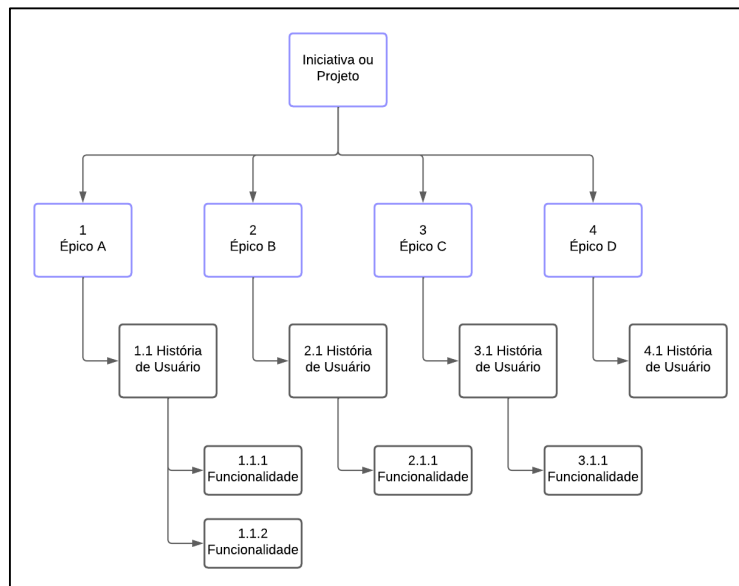 Iniciativa ou
Projeto
1
Épico A
2
Épico B
3
Épico C
4
Épico D
1.1 História
de Usuário
2.1 História
de Usuário
3.1 História
de Usuário
4.1 História
de Usuário
1.1.1
Funcionalidade
2.1.1
Funcionalidade
3.1.1
Funcionalidade
1.1.2
Funcionalidade